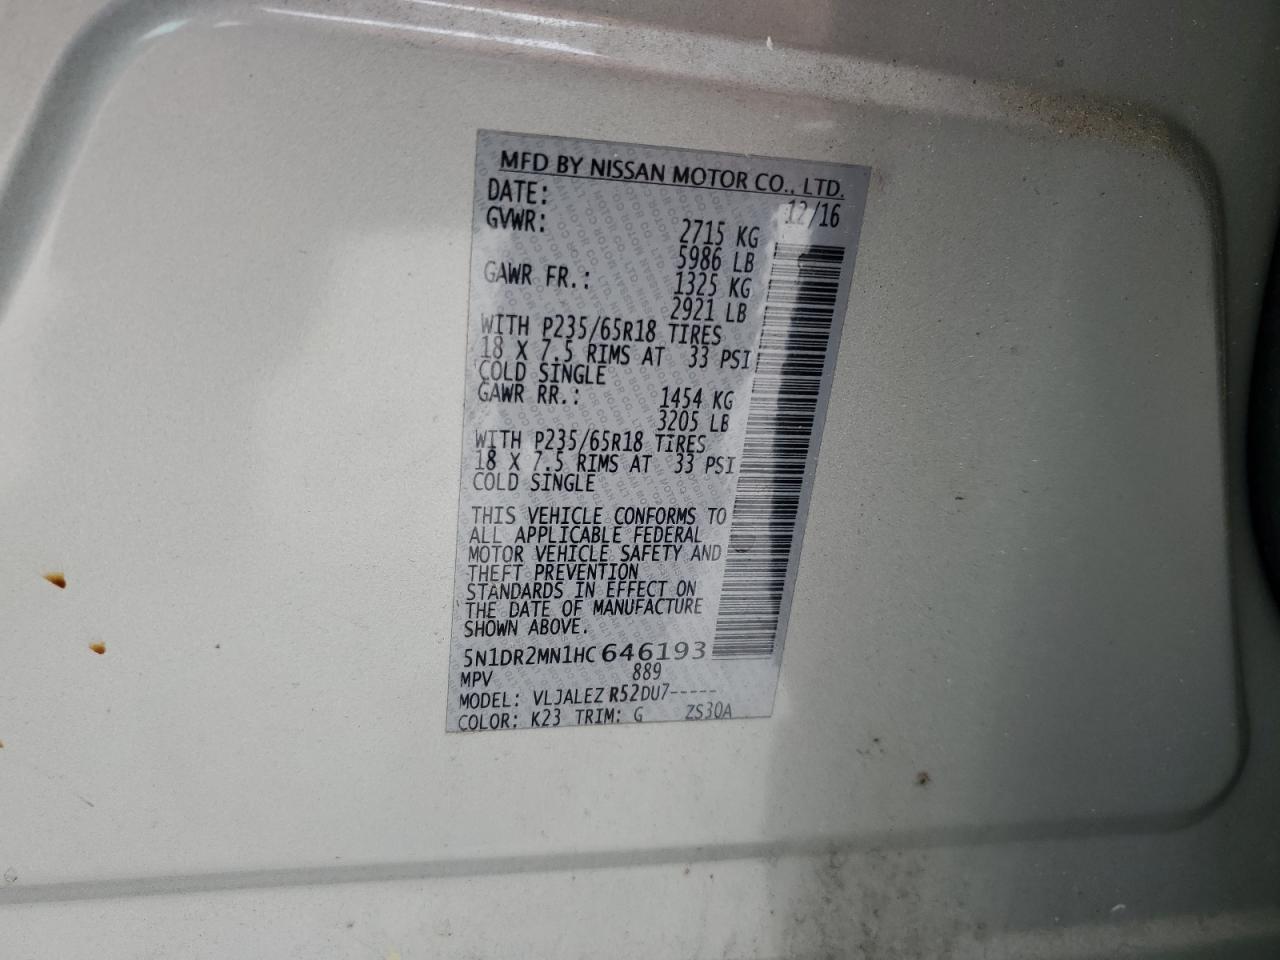 MFD BY NISSAN MOTOR CO., LTD.
DATE: 12/16
GVWR: 2715 KG
5986 LB
GAWR FR.: 1325 KG
2921 LB
WITH P235/65R18 TIRES
18 X 7.5 RIMS AT 33 PSI
COLD SINGLE
GAWR RR.: 1454 KG
3205 LB
WITH P235/65R18 TIRES
18 X 7.5 RIMS AT 33 PSI
COLD SINGLE
THIS VEHICLE CONFORMS TO
ALL APPLICABLE FEDERAL
MOTOR VEHICLE SAFETY AND
THEFT PREVENTION
STANDARDS IN EFFECT ON
THE DATE OF MANUFACTURE
SHOWN ABOVE.
5N1DR2MN1HC646193
MPV 889
MODEL: VLJALEZ R52DU7-----
COLOR: K23 TRIM: G ZS30A